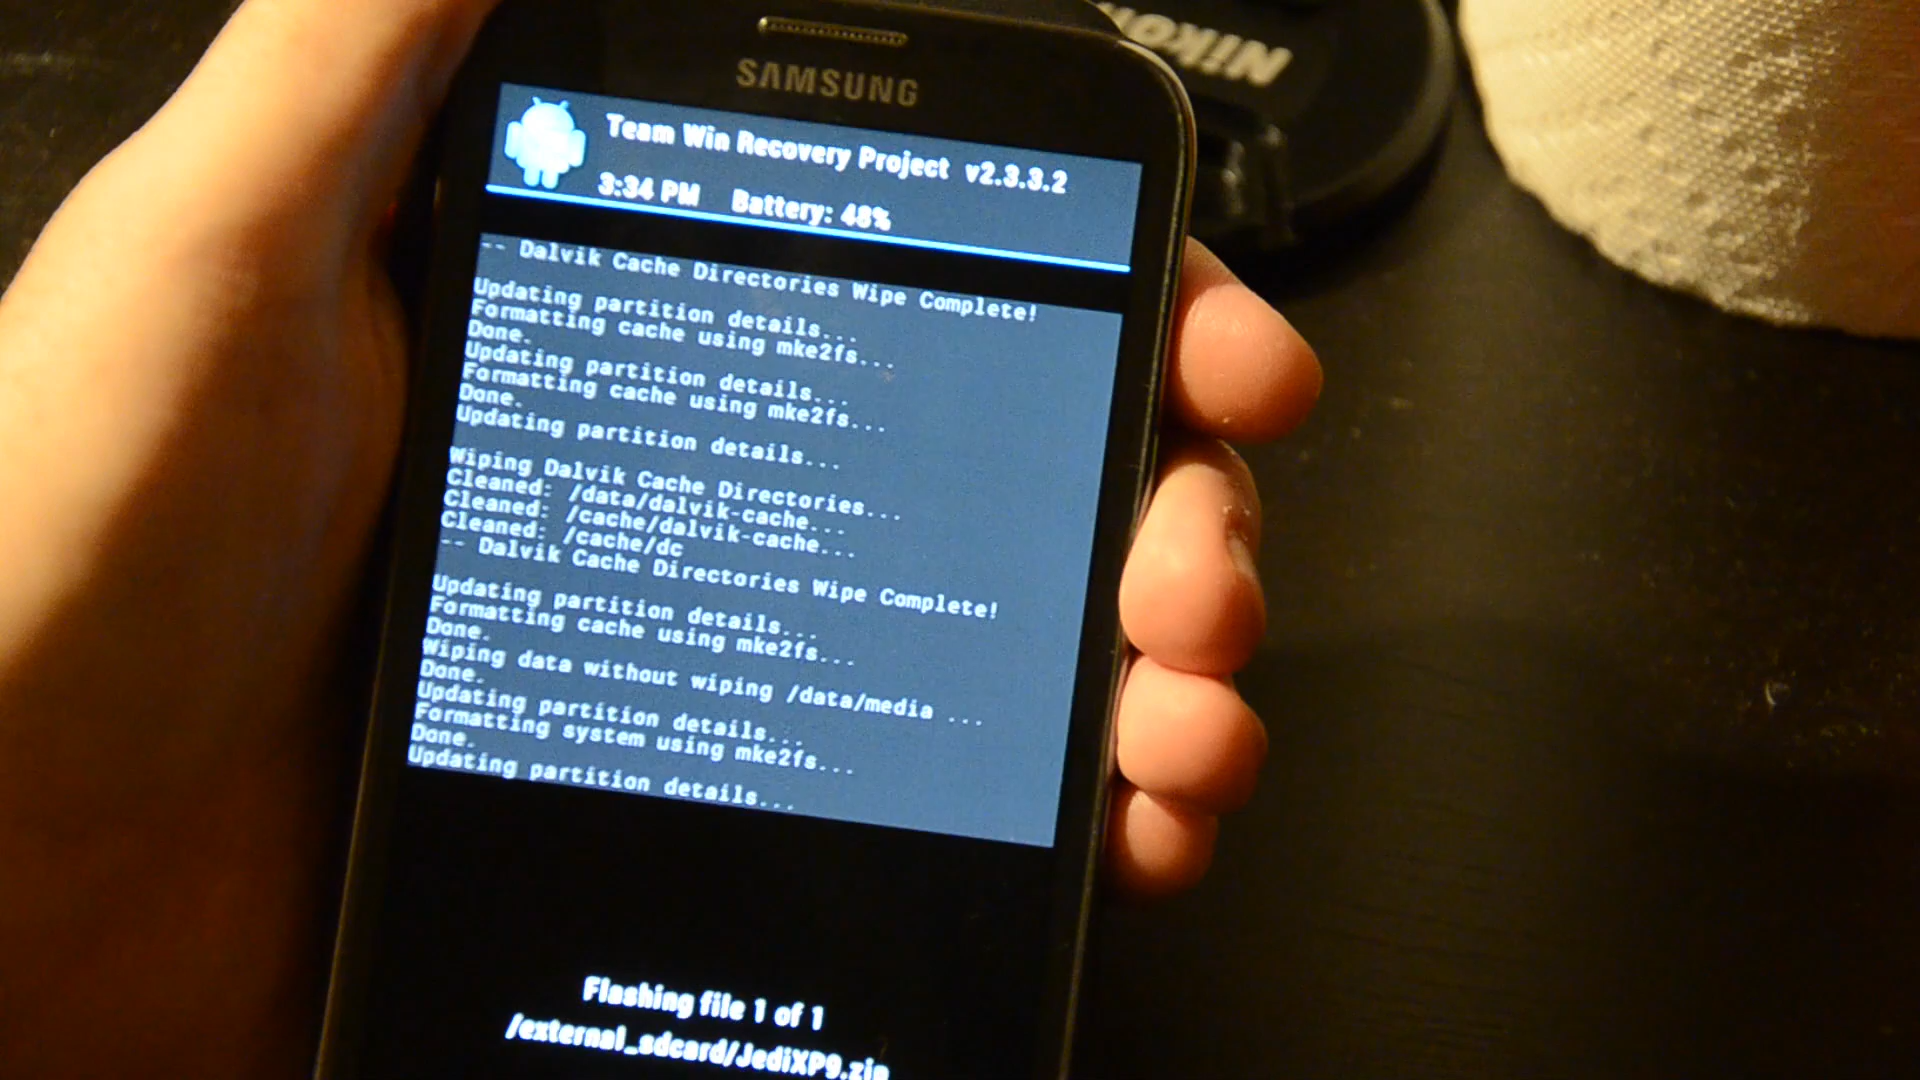 Nikon
SAMSUNG
Team Win Recovery Project v2.3.3.2
3:34 PM Battery: 48%
-- Dalvik Cache Directories Wipe Complete!
Updating partition details...
Formatting cache using mke2fs...
Done.
Updating partition details...
Formatting cache using mke2fs...
Done.
Updating partition details...
Wiping Dalvik Cache Directories...
Cleaned: /data/dalvik-cache...
Cleaned: /cache/dalvik-cache...
Cleaned: /cache/dc
-- Dalvik Cache Directories Wipe Complete!
Updating partition details...
Formatting cache using mke2fs...
Done.
Wiping data without wiping /data/media ...
Done.
Updating partition details...
Formatting system using mke2fs...
Done.
Updating partition details...
Flashing file 1 of 1
/external_sdcard/JediXP9.zip